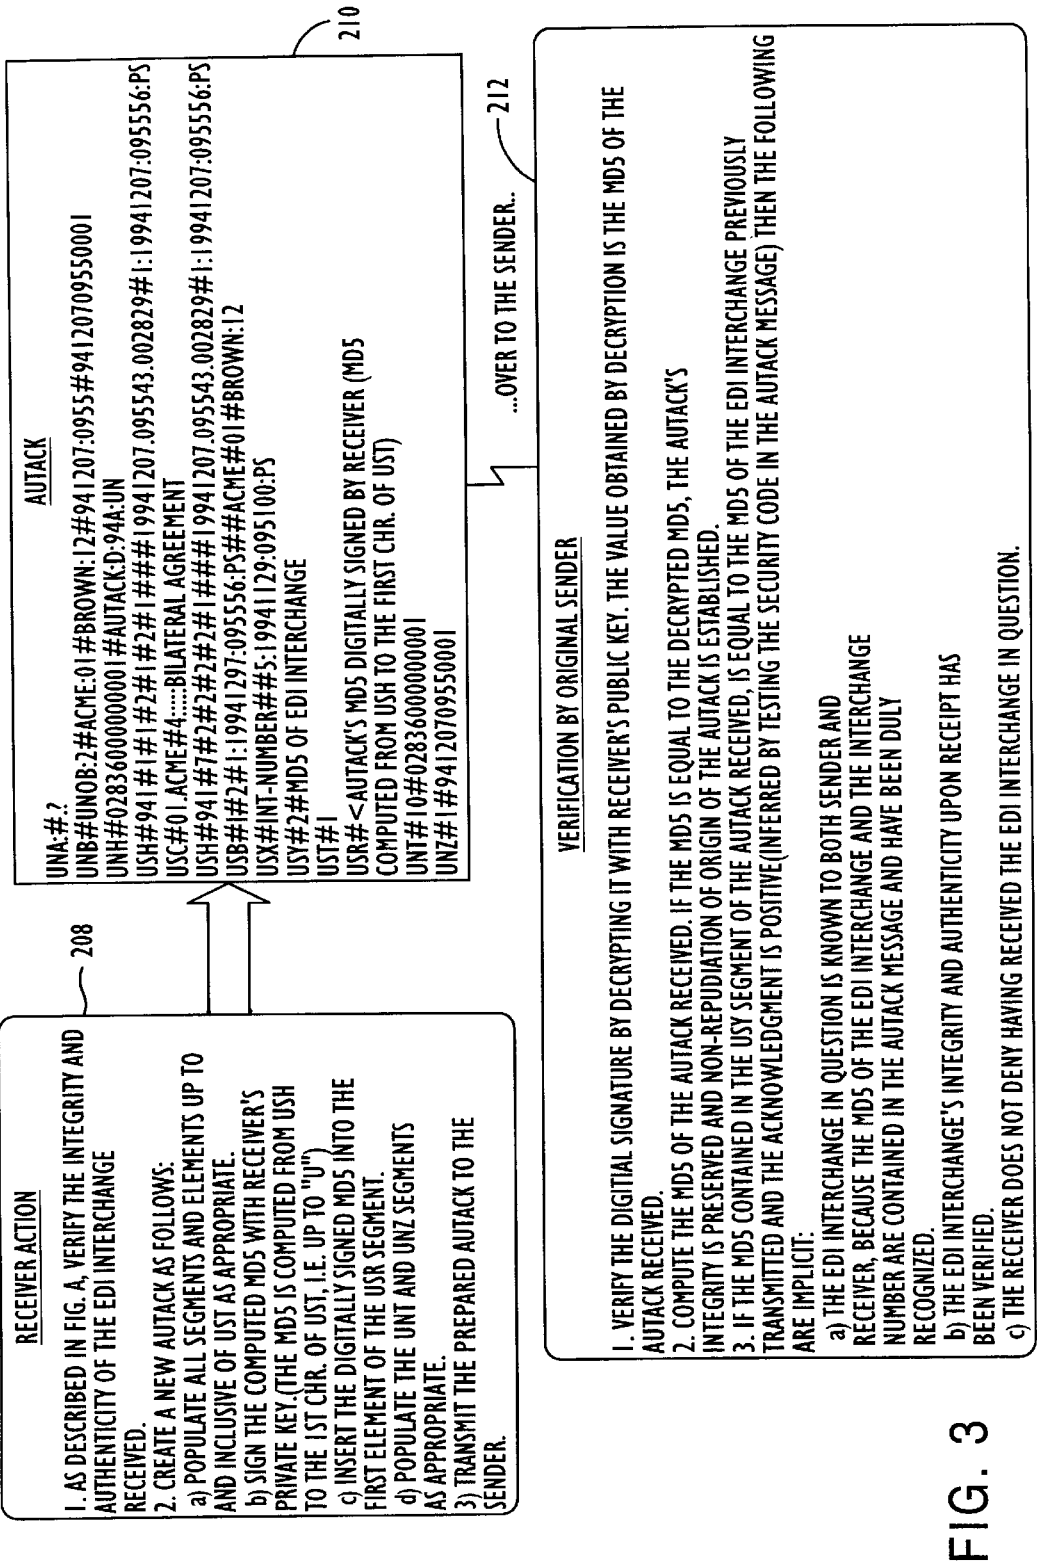 RECEIVER ACTION
1. AS DESCRIBED IN FIG. A, VERIFY THE INTEGRITY AND
AUTHENTICITY OF THE EDI INTERCHANGE
RECEIVED.
2. CREATE A NEW AUTACK AS FOLLOWS:
a) POPULATE ALL SEGMENTS AND ELEMENTS UP TO
AND INCLUSIVE OF UST AS APPROPRIATE.
b) SIGN THE COMPUTED MD5 WITH RECEIVER'S
PRIVATE KEY.(THE MD5 IS COMPUTED FROM USH
TO THE 1ST CHR. OF UST, I.E. UP TO "U")
c) INSERT THE DIGITALLY SIGNED MD5 INTO THE
FIRST ELEMENT OF THE USR SEGMENT.
d) POPULATE THE UNT AND UNZ SEGMENTS
AS APPROPRIATE.
3) TRANSMIT THE PREPARED AUTACK TO THE
SENDER.
208
AUTACK
UNA:#.?
UNB#UNOB:2#ACME:01#BROWN:12#941207:0955#94120709550001
UNH#02836000000001#AUTACK:D:94A:UN
USH#941#1#1#2#1#2#1###19941207.095543.002829#1:19941207:095556:PS
USC#01.ACME#4:::::BILATERAL AGREEMENT
USH#941#7#2#2#2#2#1###19941207.095543.002829#1:19941207:095556:PS
USB#1#2##1:19941297:095556:PS##ACME#01#BROWN:12
USX#INT-NUMBER##5:19941129:095100:PS
USY#2#MD5 OF EDI INTERCHANGE
UST#1
USR#<AUTACK'S MD5 DIGITALLY SIGNED BY RECEIVER (MD5
COMPUTED FROM USH TO THE FIRST CHR. OF UST)
UNT#10#02836000000001
UNZ#1#94120709550001
210
...OVER TO THE SENDER..
212
VERIFICATION BY ORIGINAL SENDER
1. VERIFY THE DIGITAL SIGNATURE BY DECRYPTING IT WITH RECEIVER'S PUBLIC KEY. THE VALUE OBTAINED BY DECRYPTION IS THE MD5 OF THE
AUTACK RECEIVED.
2. COMPUTE THE MD5 OF THE AUTACK RECEIVED. IF THE MD5 IS EQUAL TO THE DECRYPTED MD5, THE AUTACK'S
INTEGRITY IS PRESERVED AND NON-REPUDIATION OF ORIGIN OF THE AUTACK IS ESTABLISHED.
3. IF THE MD5 CONTAINED IN THE USY SEGMENT OF THE AUTACK RECEIVED, IS EQUAL TO THE MD5 OF THE EDI INTERCHANGE PREVIOUSLY
TRANSMITTED AND THE ACKNOWLEDGMENT IS POSITIVE(INFERRED BY TESTING THE SECURITY CODE IN THE AUTACK MESSAGE) THEN THE FOLLOWING
ARE IMPLICIT:
a) THE EDI INTERCHANGE IN QUESTION IS KNOWN TO BOTH SENDER AND
RECEIVER, BECAUSE THE MD5 OF THE EDI INTERCHANGE AND THE INTERCHANGE
NUMBER ARE CONTAINED IN THE AUTACK MESSAGE AND HAVE BEEN DULY
RECOGNIZED.
b) THE EDI INTERCHANGE'S INTEGRITY AND AUTHENTICITY UPON RECEIPT HAS
BEEN VERIFIED.
c) THE RECEIVER DOES NOT DENY HAVING RECEIVED THE EDI INTERCHANGE IN QUESTION.
FIG. 3